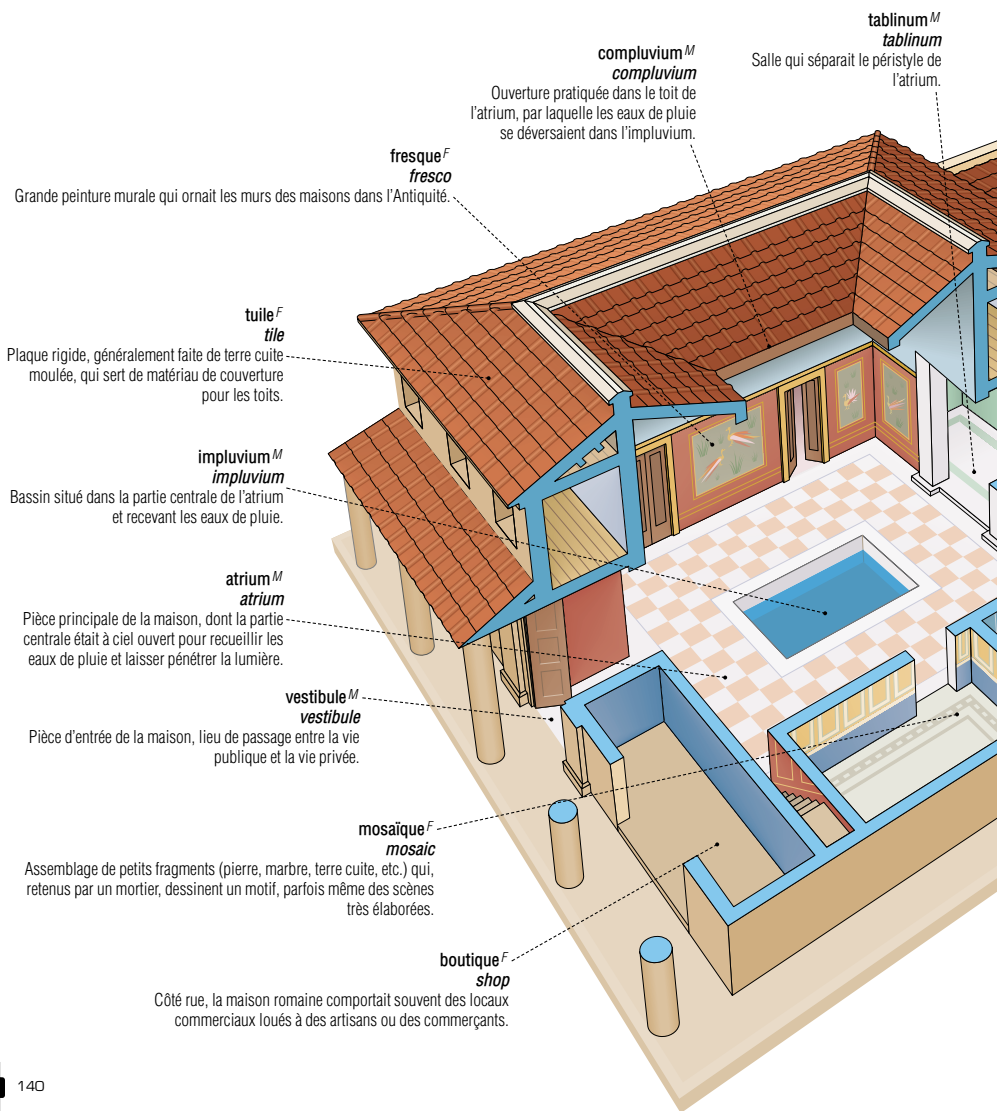 tablinum M
tablinum
Salle qui séparait le péristyle de
l'atrium.
compluvium M
compluvium
Ouverture pratiquée dans le toit de
l'atrium, par laquelle les eaux de pluie
se déversaient dans l'impluvium.
fresque F
fresco
Grande peinture murale qui ornait les murs des maisons dans l'Antiquité.
tuile F
tile
Plaque rigide, généralement faite de terre cuite
moulée, qui sert de matériau de couverture
pour les toits.
impluvium M
impluvium
Bassin situé dans la partie centrale de l'atrium
et recevant les eaux de pluie.
atrium M
atrium
Pièce principale de la maison, dont la partie
centrale était à ciel ouvert pour recueillir les
eaux de pluie et laisser pénétrer la lumière.
vestibule M
vestibule
Pièce d'entrée de la maison, lieu de passage entre la vie
publique et la vie privée.
mosaïque F
mosaic
Assemblage de petits fragments (pierre, marbre, terre cuite, etc.) qui,
retenus par un mortier, dessinent un motif, parfois même des scènes
très élaborées.
boutique F
shop
Côté rue, la maison romaine comportait souvent des locaux
commerciaux loués à des artisans ou des commerçants.
140